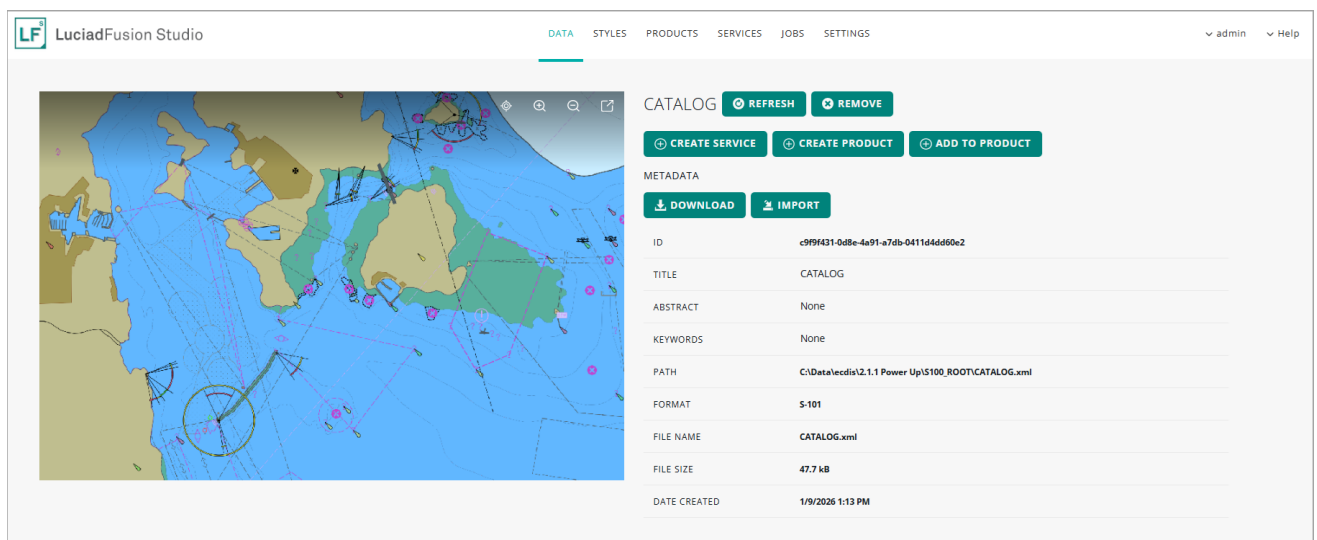 LF S LuciadFusion Studio DATA STYLES PRODUCTS SERVICES JOBS SETTINGS admin Help
CATALOG REFRESH REMOVE
CREATE SERVICE CREATE PRODUCT ADD TO PRODUCT
METADATA
DOWNLOAD IMPORT
ID c9f9f431-0d8e-4a91-a7db-0411d4dd60e2
TITLE CATALOG
ABSTRACT None
KEYWORDS None
PATH C:\Data\ecdis\2.1.1 Power Up\S100_ROOT\CATALOG.xml
FORMAT S-101
FILE NAME CATALOG.xml
FILE SIZE 47.7 kB
DATE CREATED 1/9/2026 1:13 PM